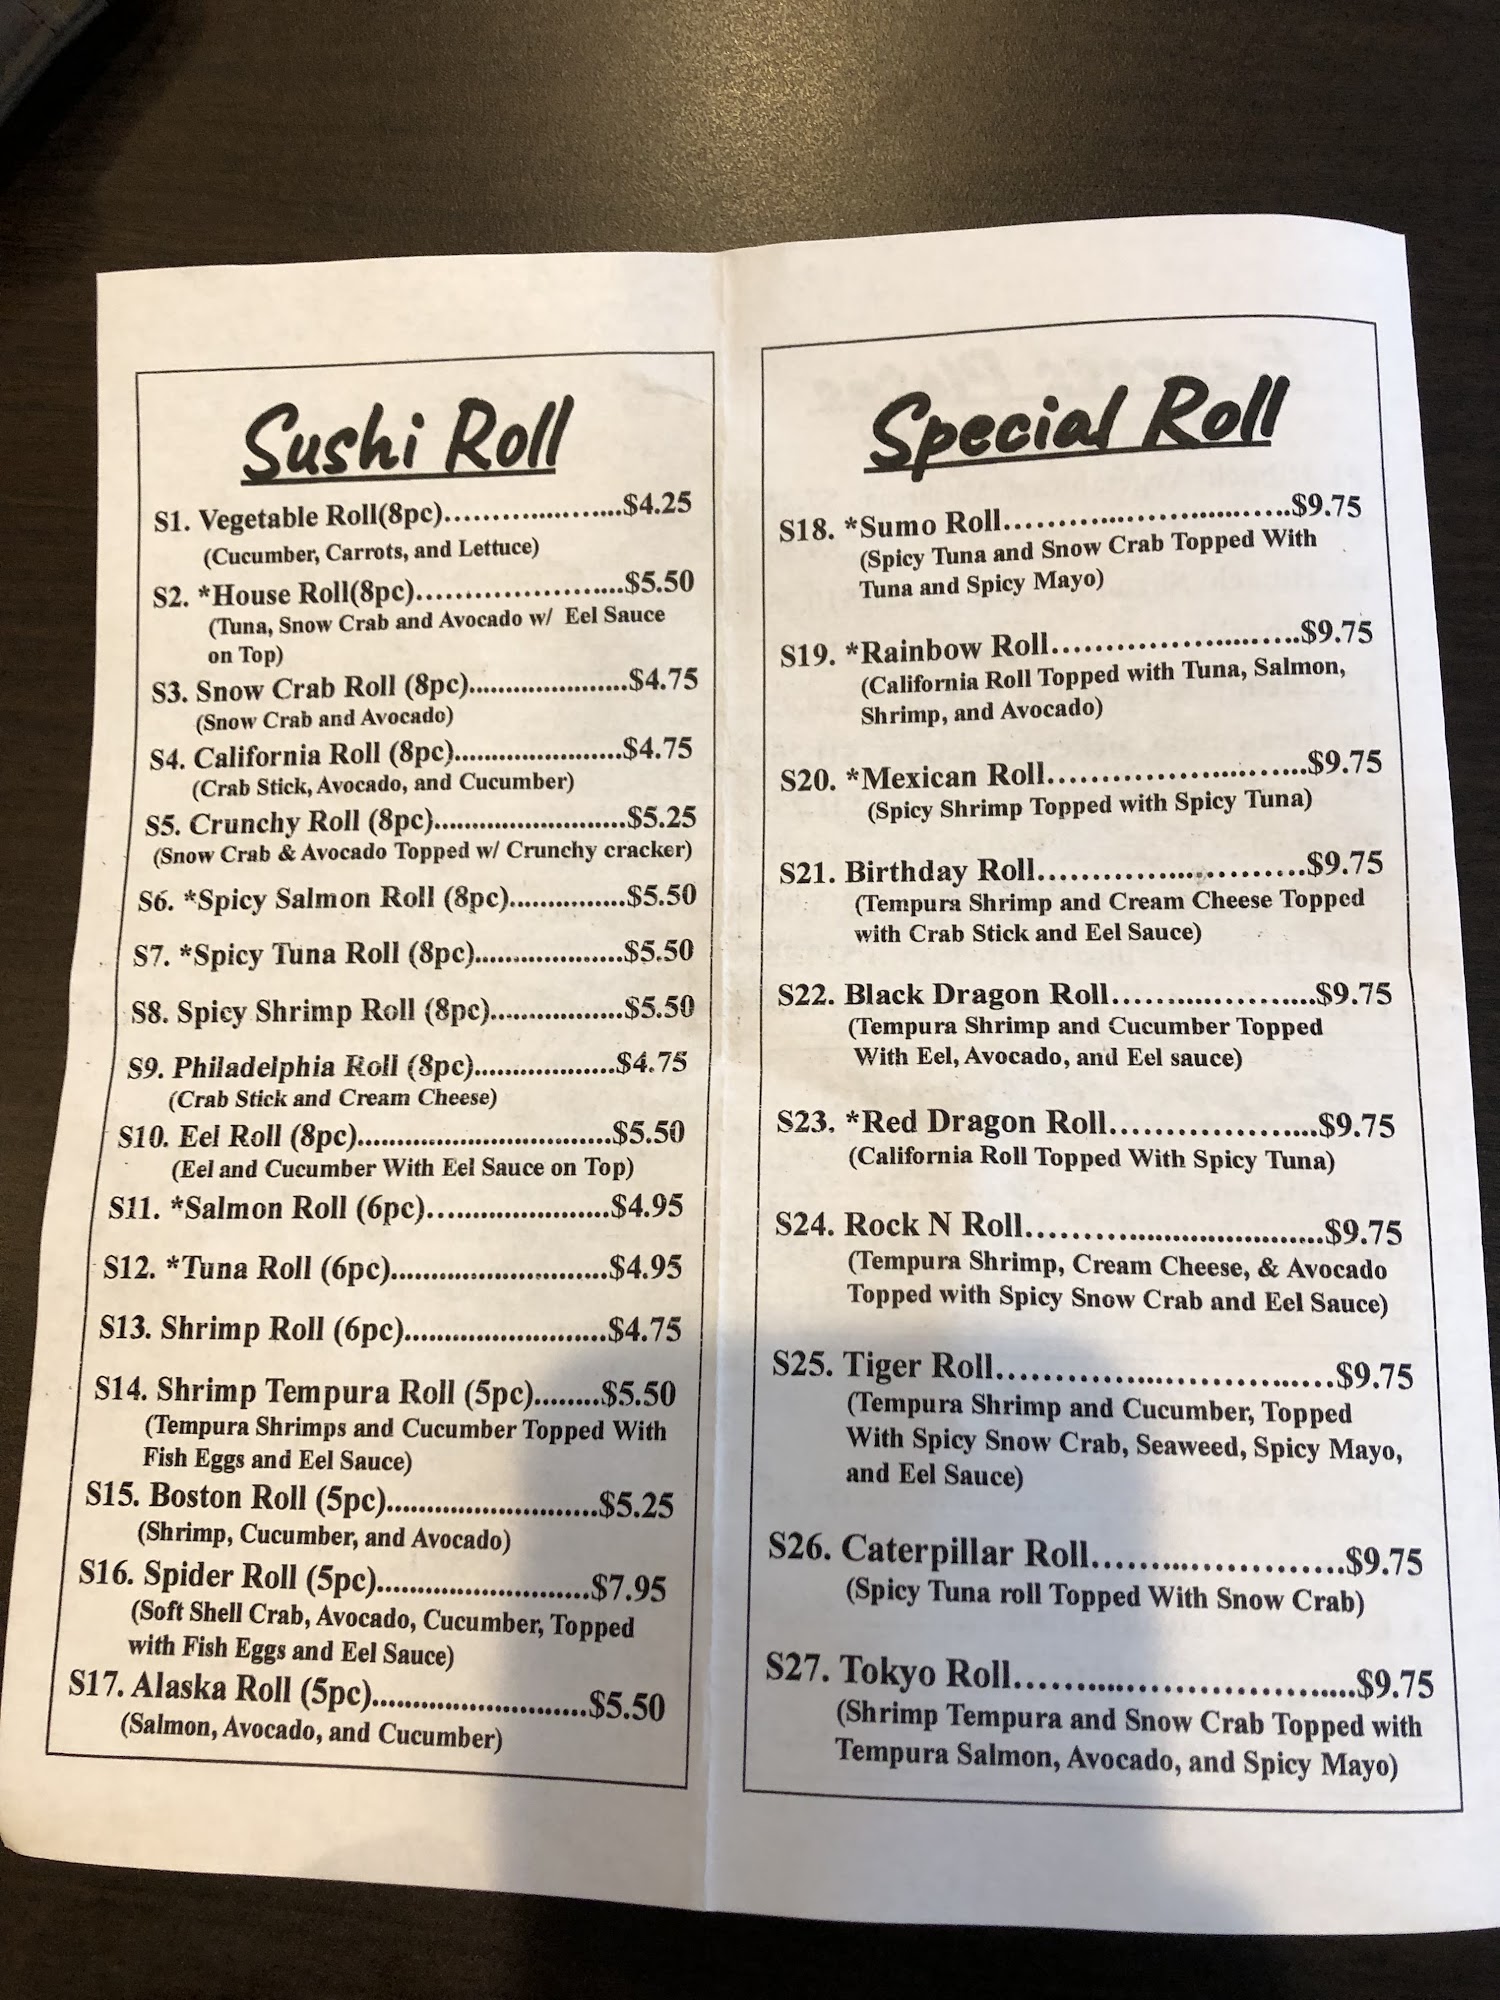 Sushi Roll
S1. Vegetable Roll(8pc)........................$4.25
(Cucumber, Carrots, and Lettuce)
S2. *House Roll(8pc)...........................$5.50
(Tuna, Snow Crab and Avocado w/ Eel Sauce
on Top)
S3. Snow Crab Roll (8pc).....................$4.75
(Snow Crab and Avocado)
S4. California Roll (8pc)......................$4.75
(Crab Stick, Avocado, and Cucumber)
S5. Crunchy Roll (8pc).........................$5.25
(Snow Crab & Avocado Topped w/ Crunchy cracker)
S6. *Spicy Salmon Roll (8pc)...............$5.50
S7. *Spicy Tuna Roll (8pc)...................$5.50
S8. Spicy Shrimp Roll (8pc).................$5.50
S9. Philadelphia Roll (8pc)...................$4.75
(Crab Stick and Cream Cheese)
S10. Eel Roll (8pc).................................$5.50
(Eel and Cucumber With Eel Sauce on Top)
S11. *Salmon Roll (6pc)........................$4.95
S12. *Tuna Roll (6pc)............................$4.95
S13. Shrimp Roll (6pc)..........................$4.75
S14. Shrimp Tempura Roll (5pc)........$5.50
(Tempura Shrimps and Cucumber Topped With
Fish Eggs and Eel Sauce)
S15. Boston Roll (5pc)...........................$5.25
(Shrimp, Cucumber, and Avocado)
S16. Spider Roll (5pc)...........................$7.95
(Soft Shell Crab, Avocado, Cucumber, Topped
with Fish Eggs and Eel Sauce)
S17. Alaska Roll (5pc)...........................$5.50
(Salmon, Avocado, and Cucumber)
Special Roll
S18. *Sumo Roll.................................$9.75
(Spicy Tuna and Snow Crab Topped With
Tuna and Spicy Mayo)
S19. *Rainbow Roll............................$9.75
(California Roll Topped with Tuna, Salmon,
Shrimp, and Avocado)
S20. *Mexican Roll.............................$9.75
(Spicy Shrimp Topped with Spicy Tuna)
S21. Birthday Roll..............................$9.75
(Tempura Shrimp and Cream Cheese Topped
with Crab Stick and Eel Sauce)
S22. Black Dragon Roll.......................$9.75
(Tempura Shrimp and Cucumber Topped
With Eel, Avocado, and Eel sauce)
S23. *Red Dragon Roll.......................$9.75
(California Roll Topped With Spicy Tuna)
S24. Rock N Roll..................................$9.75
(Tempura Shrimp, Cream Cheese, & Avocado
Topped with Spicy Snow Crab and Eel Sauce)
S25. Tiger Roll.....................................$9.75
(Tempura Shrimp and Cucumber, Topped
With Spicy Snow Crab, Seaweed, Spicy Mayo,
and Eel Sauce)
S26. Caterpillar Roll...........................$9.75
(Spicy Tuna roll Topped With Snow Crab)
S27. Tokyo Roll...................................$9.75
(Shrimp Tempura and Snow Crab Topped with
Tempura Salmon, Avocado, and Spicy Mayo)